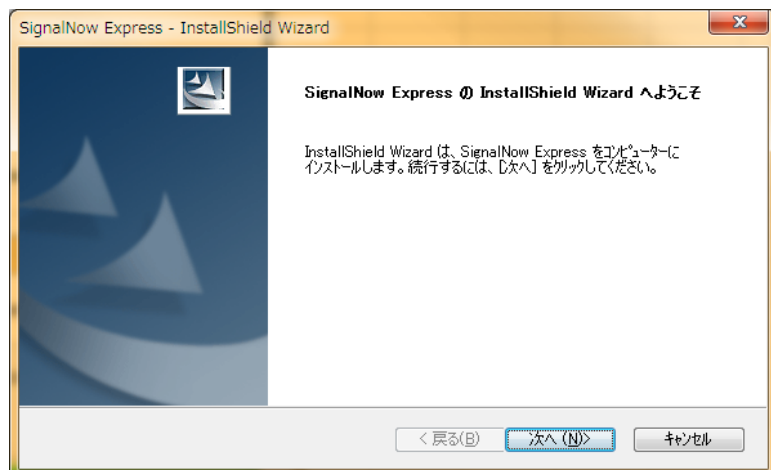 SignalNow Express - InstallShield Wizard
SignalNow Express の InstallShield Wizard へようこそ
InstallShield Wizard は、SignalNow Express をコンピューターに
インストールします。続行するには、[次へ] をクリックしてください。
< 戻る(B) 次へ (N)> キャンセル